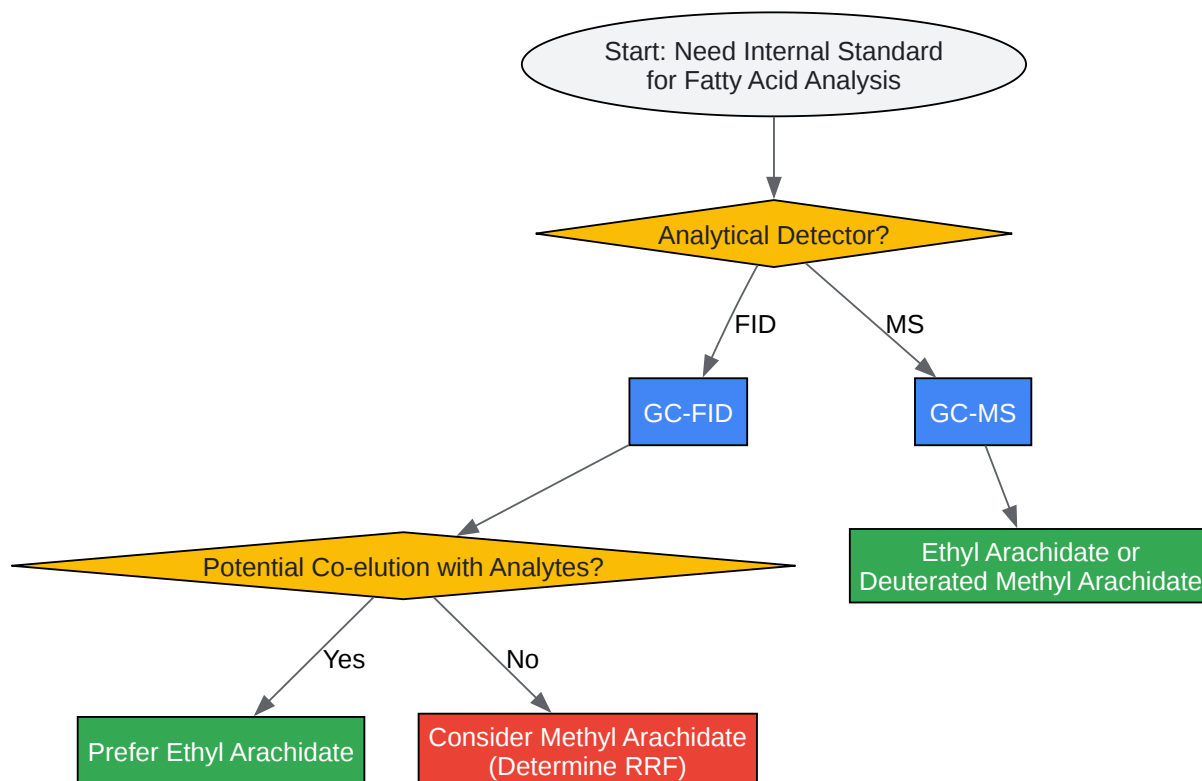 Start: Need Internal Standard
for Fatty Acid Analysis
Analytical Detector?
FID
MS
GC-FID
GC-MS
Ethyl Arachidate or
Deuterated Methyl Arachidate
Potential Co-elution with Analytes?
Yes
No
Prefer Ethyl Arachidate
Consider Methyl Arachidate
(Determine RRF)